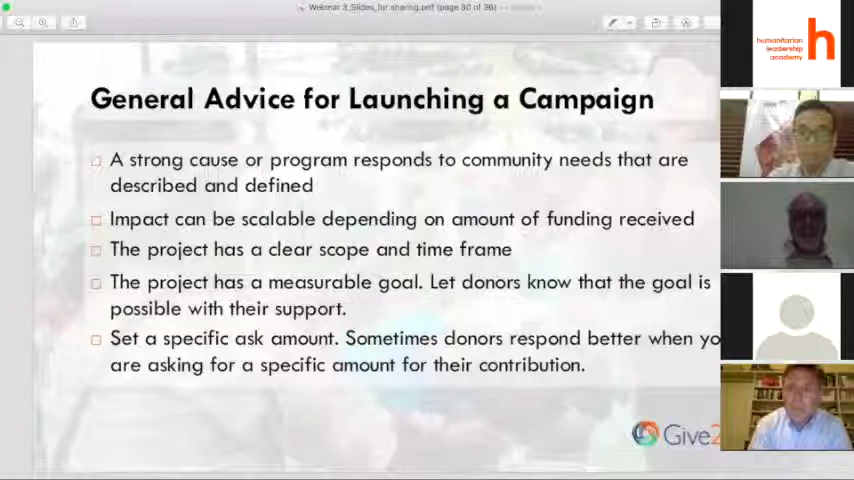 Webinar 3_Slides_for sharing.pdf (page 30 of 36)
humanitarian
leadership
academy
h
General Advice for Launching a Campaign
A strong cause or program responds to community needs that are
described and defined
Impact can be scalable depending on amount of funding received
The project has a clear scope and time frame
The project has a measurable goal. Let donors know that the goal is
possible with their support.
Set a specific ask amount. Sometimes donors respond better when yo
are asking for a specific amount for their contribution.
Give2